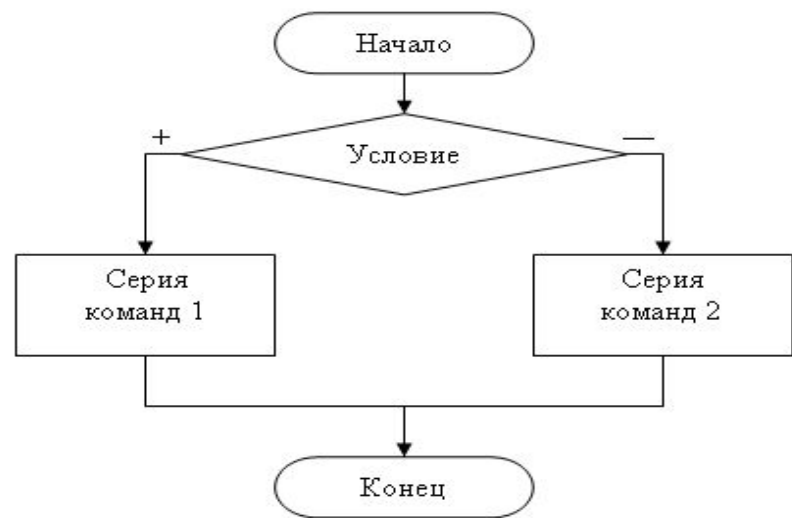 Начало
+
—
Условие
Серия
команд 1
Серия
команд 2
Конец